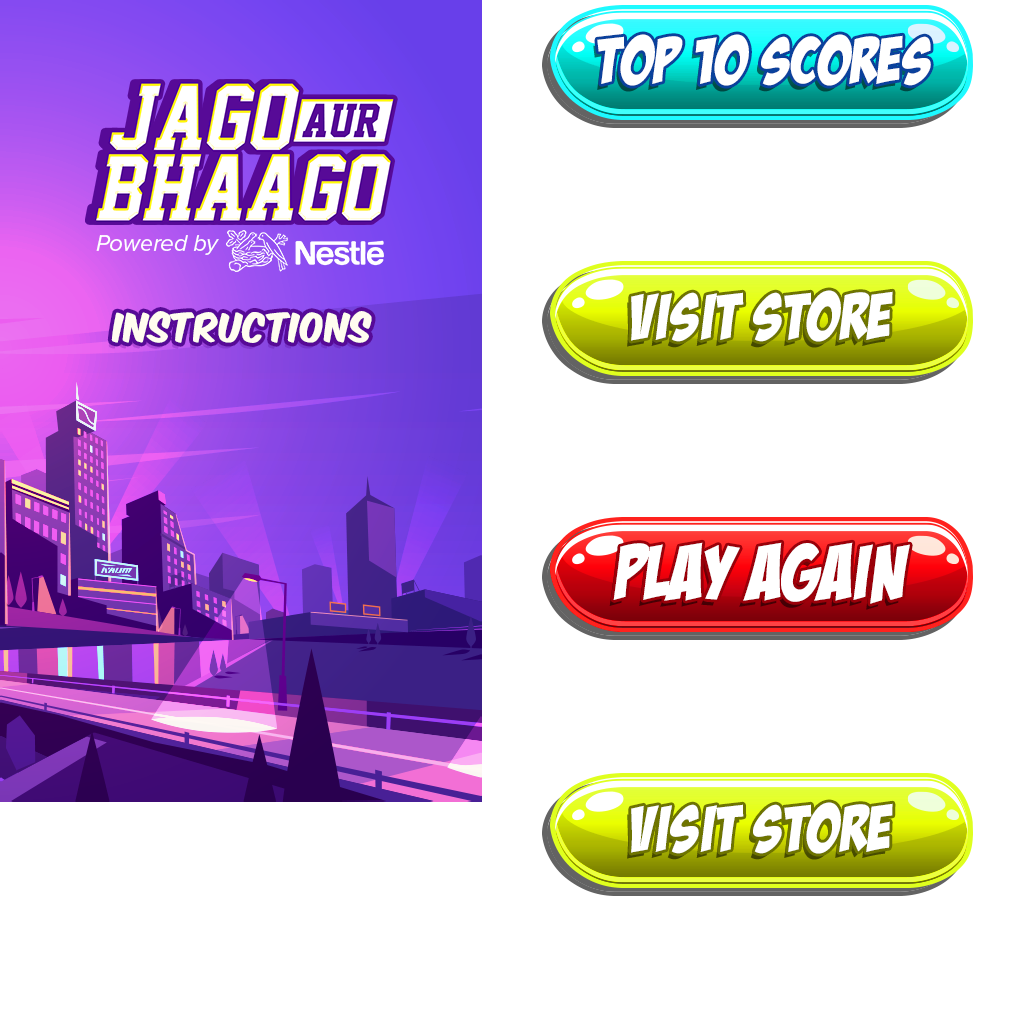 JAGO AUR
BHAAGO
Powered by Nestlé
INSTRUCTIONS
TOP 10 SCORES
VISIT STORE
PLAY AGAIN
VISIT STORE